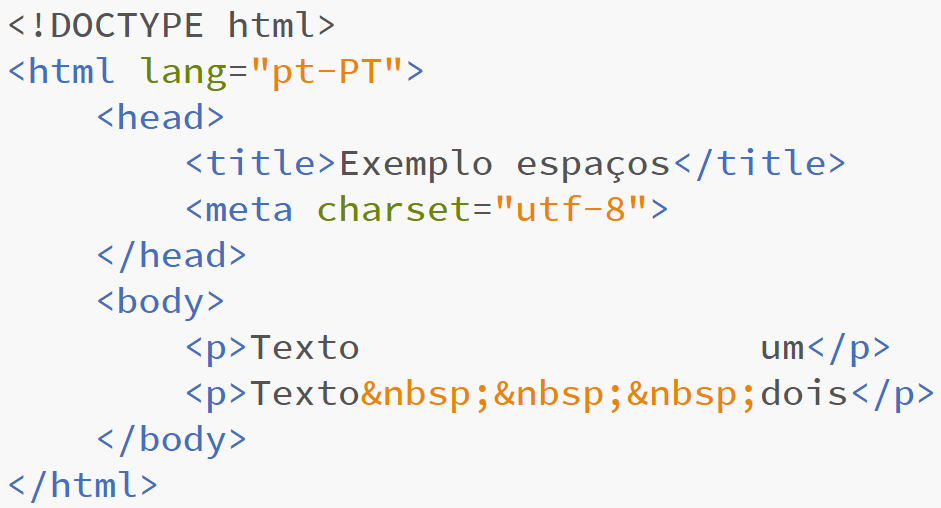 <!DOCTYPE html>
<html lang="pt-PT">
    <head>
        <title>Exemplo espaços</title>
        <meta charset="utf-8">
    </head>
    <body>
        <p>Texto                  um</p>
        <p>Texto&nbsp;&nbsp;&nbsp;dois</p>
    </body>
</html>